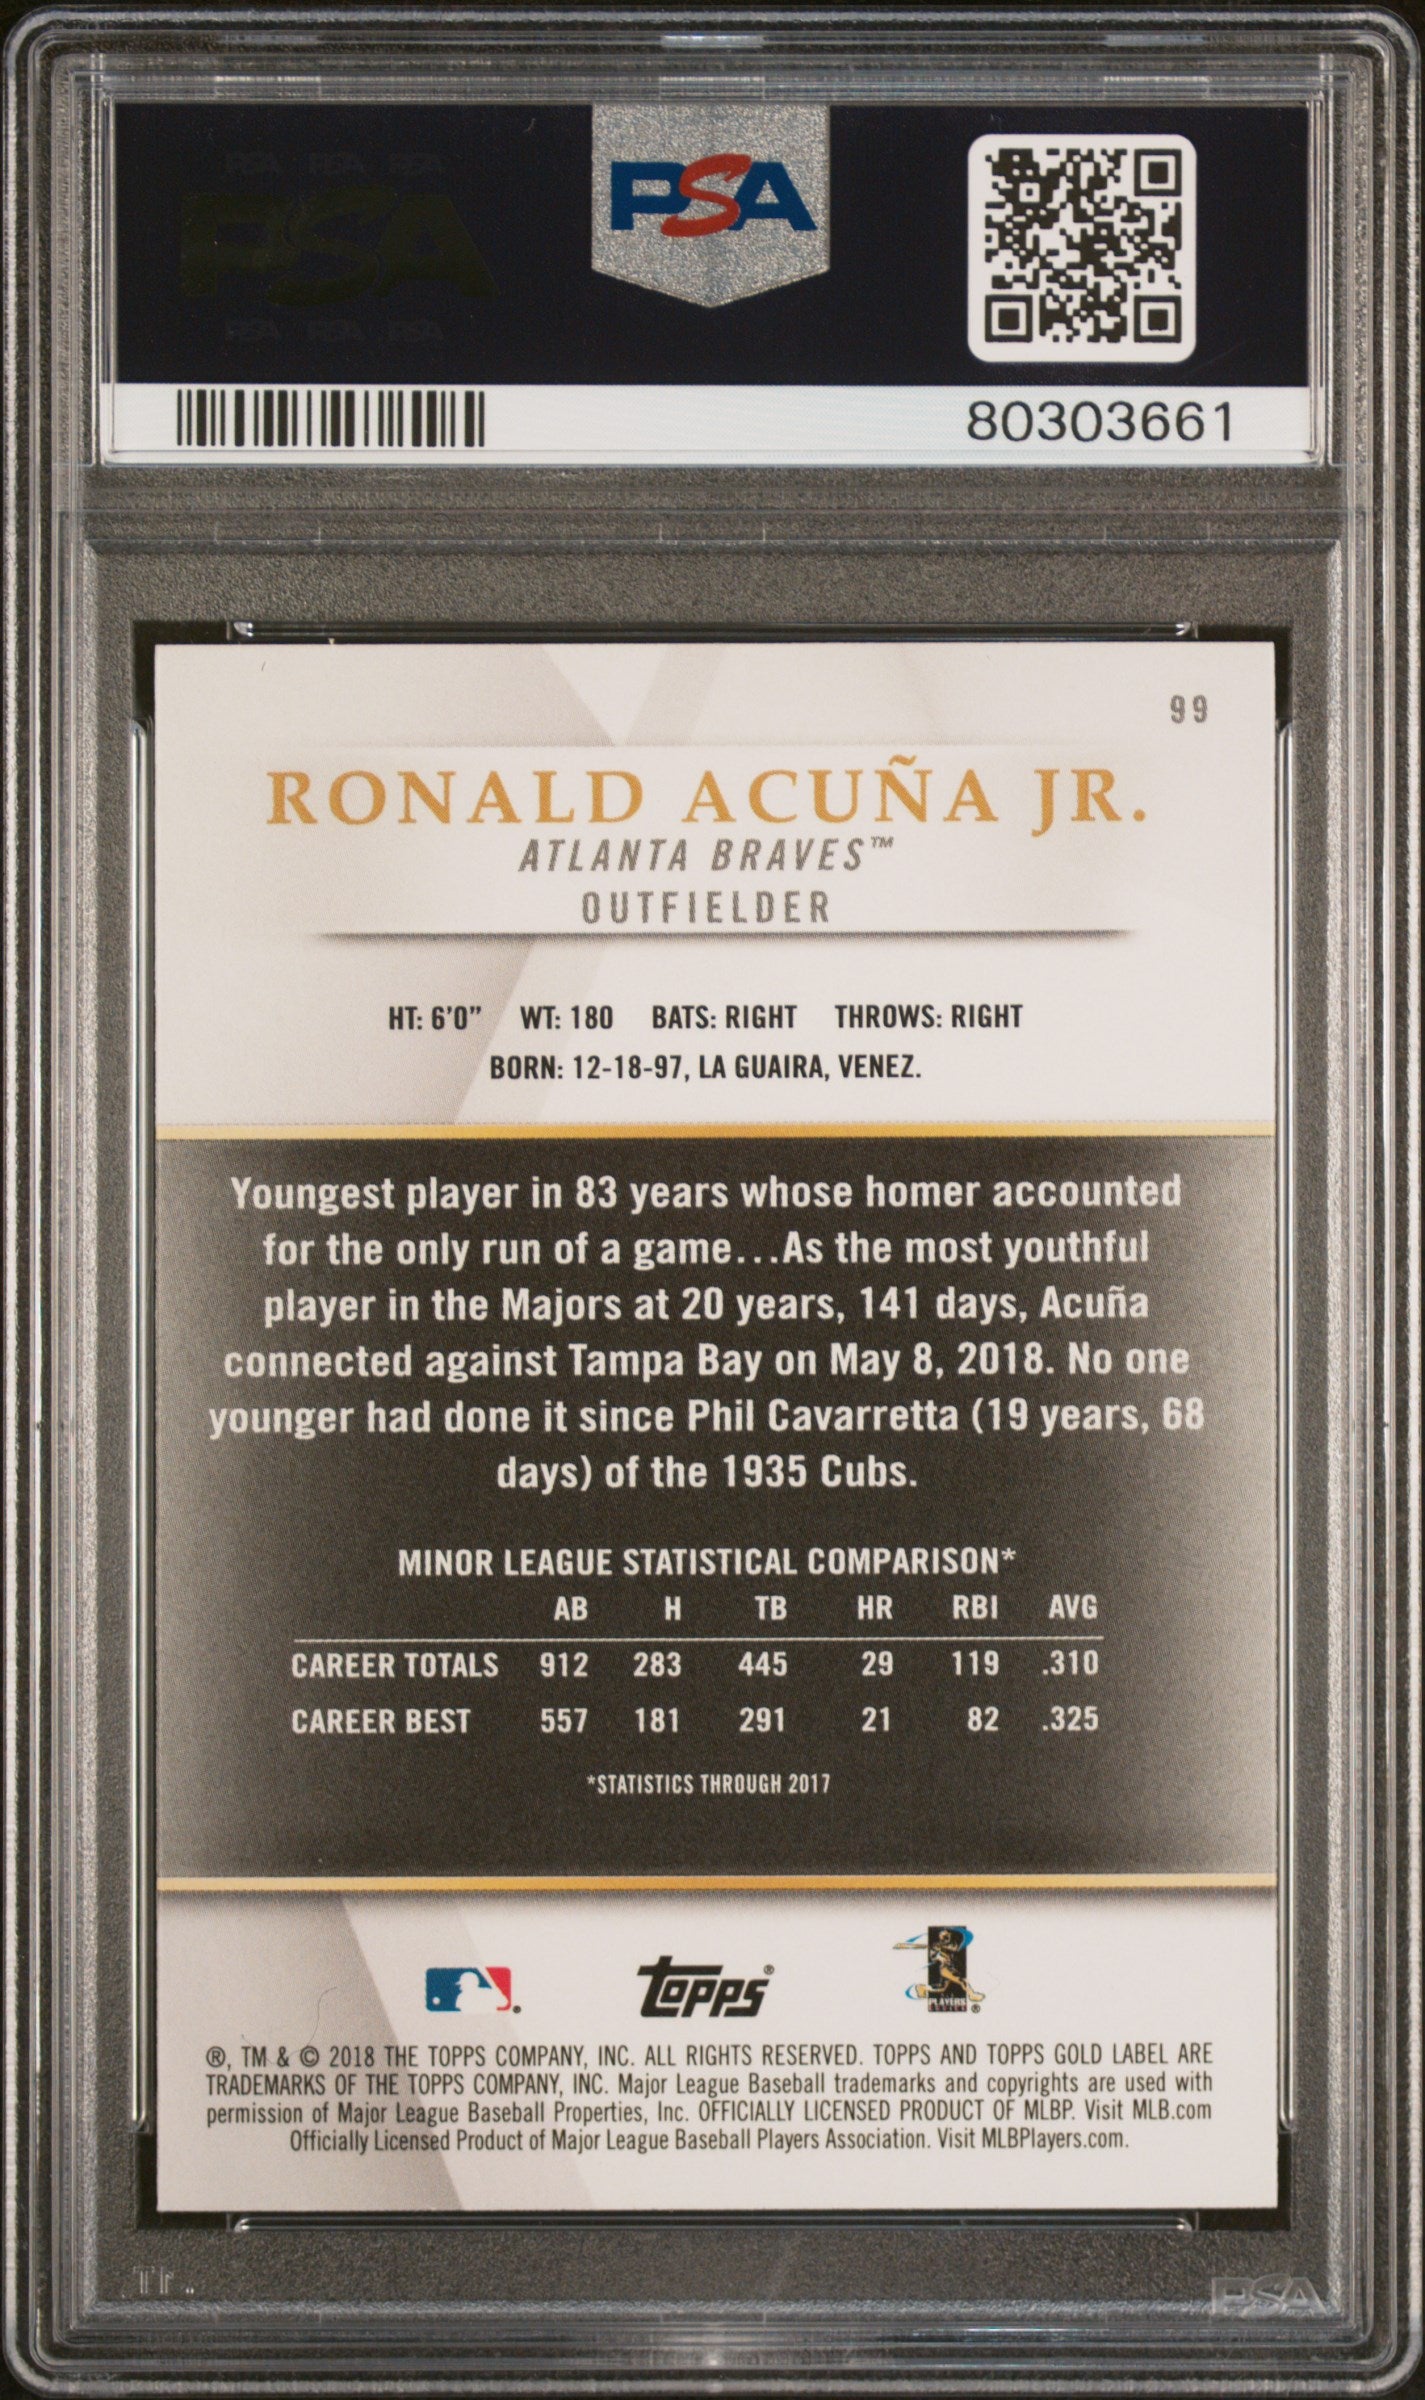 PSA
80303661
99
RONALD ACUÑA JR.
ATLANTA BRAVES™
OUTFIELDER
HT: 6'0" WT: 180 BATS: RIGHT THROWS: RIGHT
BORN: 12-18-97, LA GUAIRA, VENEZ.
Youngest player in 83 years whose homer accounted
for the only run of a game...As the most youthful
player in the Majors at 20 years, 141 days, Acuña
connected against Tampa Bay on May 8, 2018. No one
younger had done it since Phil Cavarretta (19 years, 68
days) of the 1935 Cubs.
MINOR LEAGUE STATISTICAL COMPARISON*
AB H TB HR RBI AVG
CAREER TOTALS 912 283 445 29 119 .310
CAREER BEST 557 181 291 21 82 .325
*STATISTICS THROUGH 2017
TOPPS®
PLAYERS
®, TM & © 2018 THE TOPPS COMPANY, INC. ALL RIGHTS RESERVED. TOPPS AND TOPPS GOLD LABEL ARE
TRADEMARKS OF THE TOPPS COMPANY, INC. Major League Baseball trademarks and copyrights are used with
permission of Major League Baseball Properties, Inc. OFFICIALLY LICENSED PRODUCT OF MLBP. Visit MLB.com
Officially Licensed Product of Major League Baseball Players Association. Visit MLBPlayers.com.
PSA